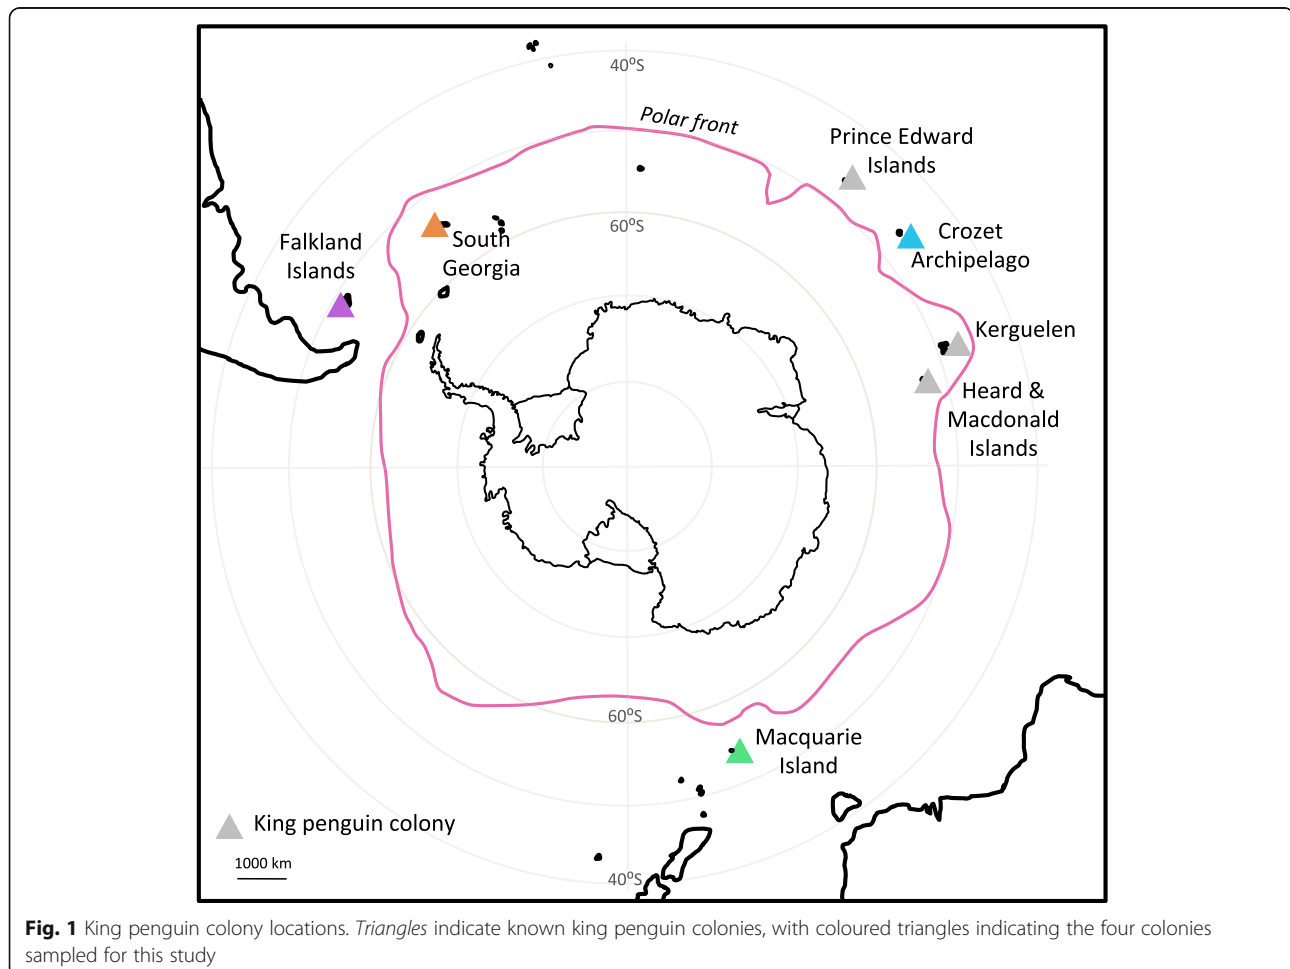 40°S
Polar front
Prince Edward
Islands
60°S
Crozet
Archipelago
Falkland
Islands
South
Georgia
Kerguelen
Heard &
Macdonald
Islands
60°S
Macquarie
Island
King penguin colony
1000 km
40°S
Fig. 1 King penguin colony locations. Triangles indicate known king penguin colonies, with coloured triangles indicating the four colonies
sampled for this study